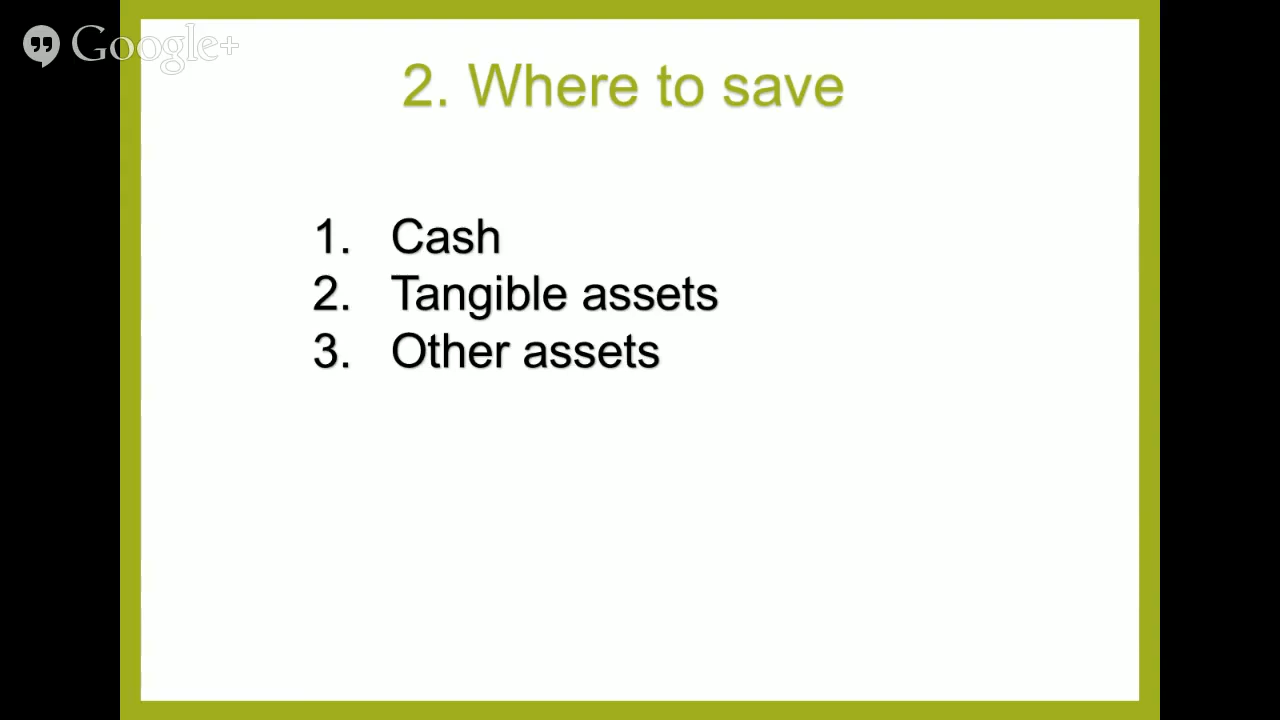 Google+
2. Where to save
1. Cash
2. Tangible assets
3. Other assets